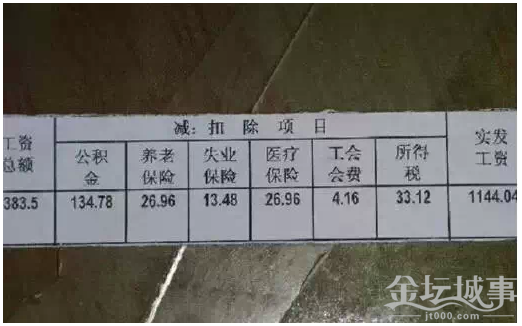 减: 扣 除 项 目
工资总额 公积金 养老保险 失业保险 医疗保险 工会会费 所得税 实发工资
383.5 134.78 26.96 13.48 26.96 4.16 33.12 1144.04
金坛城事
jt000.com